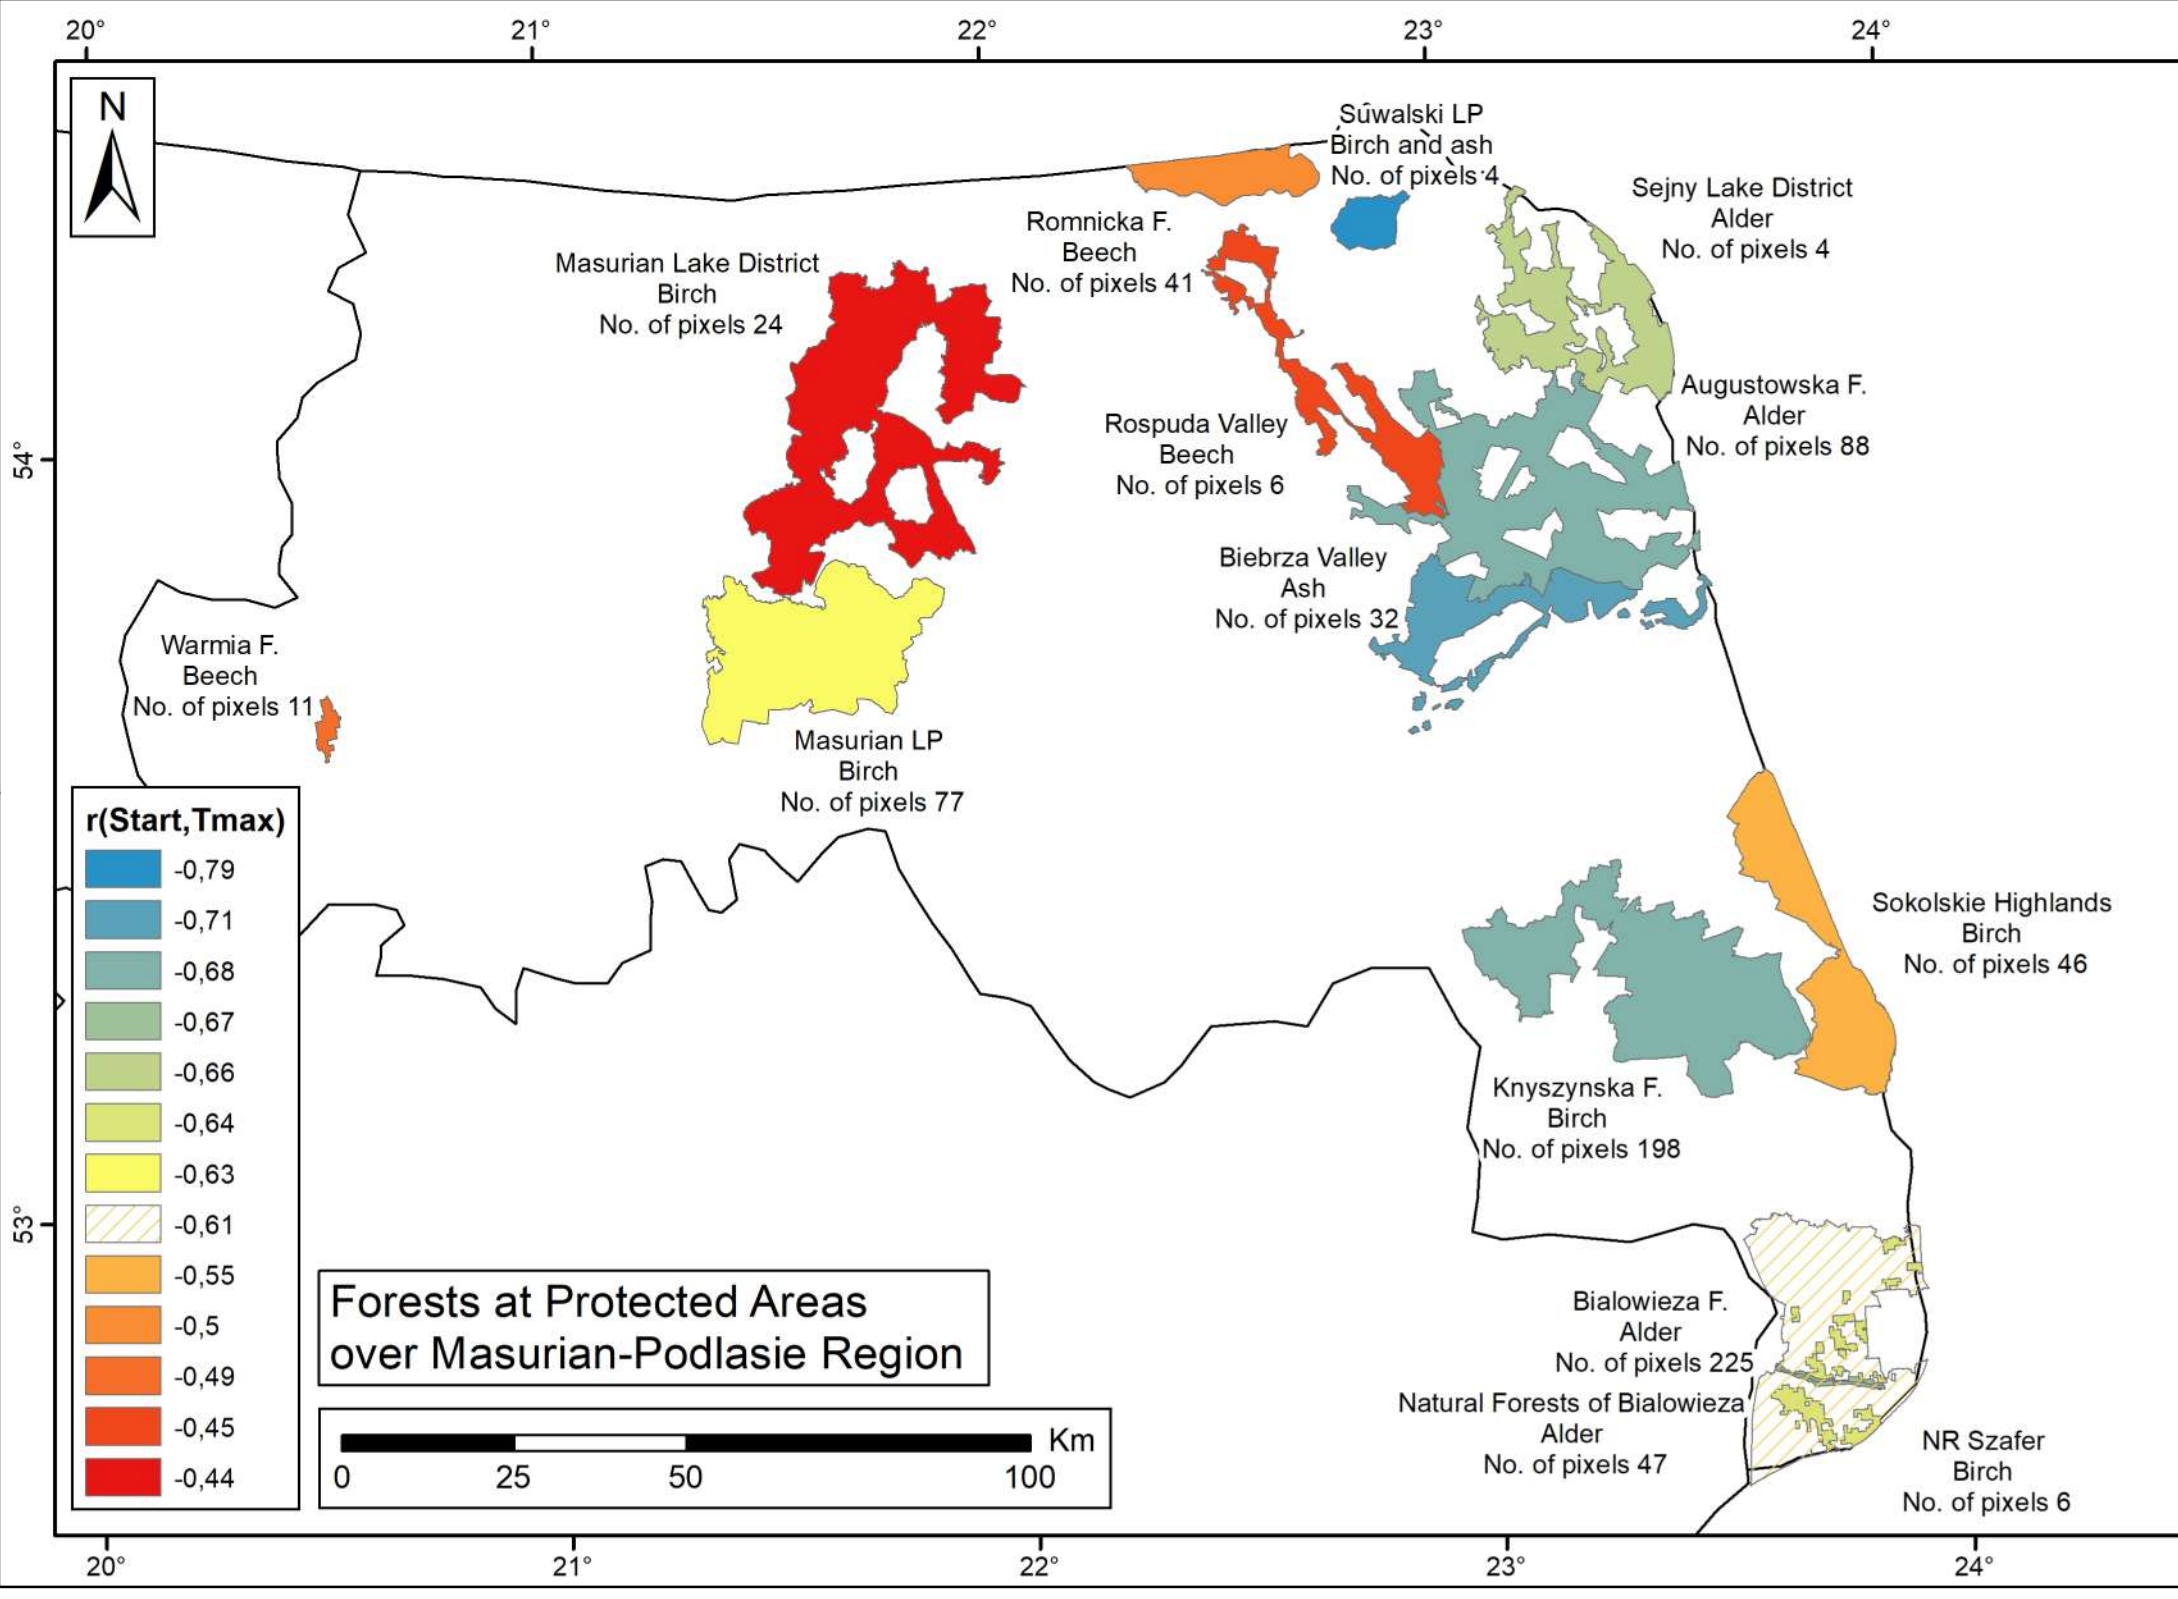 20° 21° 22° 23° 24°
N
Suwalski LP
Birch and ash
No. of pixels 4
Sejny Lake District
Alder
No. of pixels 4
Romnicka F.
Beech
No. of pixels 41
Masurian Lake District
Birch
No. of pixels 24
Augustowska F.
Alder
No. of pixels 88
Rospuda Valley
Beech
No. of pixels 6
54°
Biebrza Valley
Ash
No. of pixels 32
Warmia F.
Beech
No. of pixels 11
Masurian LP
Birch
No. of pixels 77
Sokolskie Highlands
Birch
No. of pixels 46
Knyszynska F.
Birch
No. of pixels 198
53°
Bialowieza F.
Alder
No. of pixels 225
Natural Forests of Bialowieza
Alder
No. of pixels 47
NR Szafer
Birch
No. of pixels 6
r(Start,Tmax)
-0,79
-0,71
-0,68
-0,67
-0,66
-0,64
-0,63
-0,61
-0,55
-0,5
-0,49
-0,45
-0,44
Forests at Protected Areas
over Masurian-Podlasie Region
Km
0 25 50 100
20° 21° 22° 23° 24°